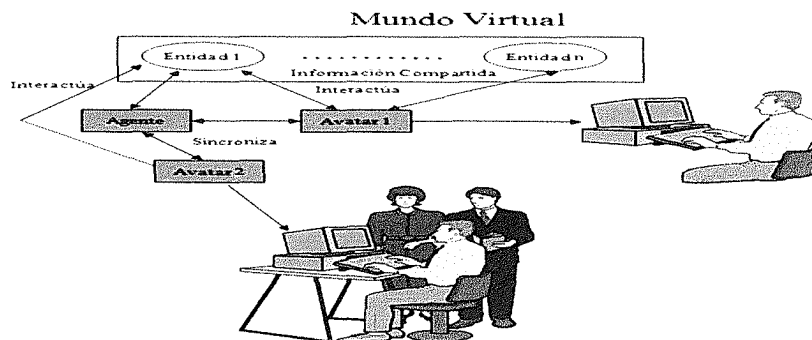 Mundo Virtual
Entidad 1 ............ Entidad n
Información Compartida
Interactúa
Interactúa
Agente
Avatar 1
Sincroniza
Avatar 2